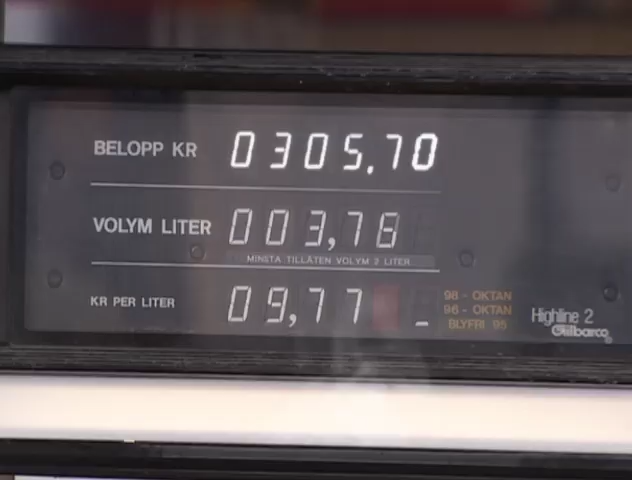 BELOPP KR 0305.70
VOLYM LITER 003,78
MINSTA TILLÅTEN VOLYM 2 LITER
KR PER LITER 09,77 _
98 - OKTAN
96 - OKTAN
BLYFRI 95
Highline 2
Gilbarco